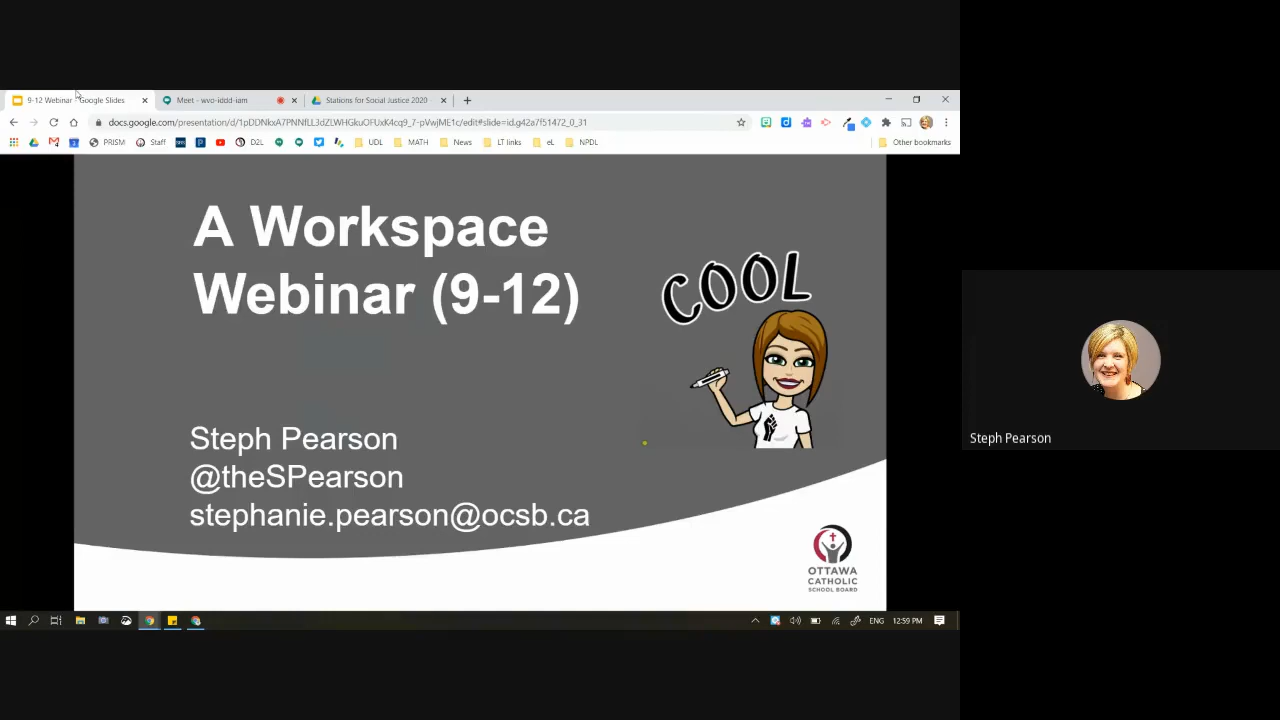 9-12 Webinar - Google Slides
Meet - wvo-iddd-iam
Stations for Social Justice 2020
docs.google.com/presentation/d/1pDDNkxA7PNNfLL3dZLWHGkuOFUxK4cq9_7-pVwjME1c/edit#slide=id.g42a7f51472_0_31
PRISM
Staff
D2L
UDL
MATH
News
LT links
eL
NPDL
Other bookmarks
A Workspace
Webinar (9-12)
COOL
Steph Pearson
@theSPearson
stephanie.pearson@ocsb.ca
OTTAWA
CATHOLIC
SCHOOL BOARD
Steph Pearson
ENG
12:59 PM